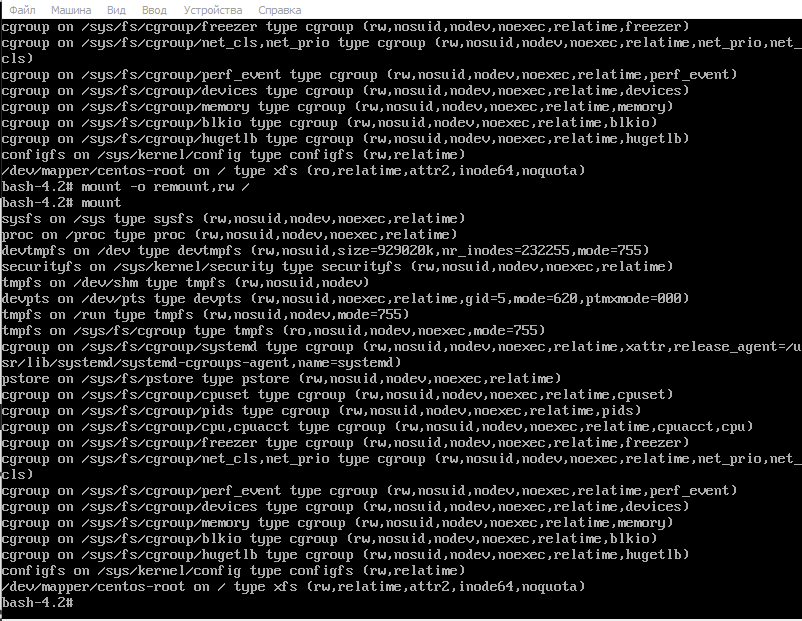 Файл Машина Вид Ввод Устройства Справка
cgroup on /sys/fs/cgroup/freezer type cgroup (rw,nosuid,nodev,noexec,relatime,freezer)
cgroup on /sys/fs/cgroup/net_cls,net_prio type cgroup (rw,nosuid,nodev,noexec,relatime,net_prio,net_
cls)
cgroup on /sys/fs/cgroup/perf_event type cgroup (rw,nosuid,nodev,noexec,relatime,perf_event)
cgroup on /sys/fs/cgroup/devices type cgroup (rw,nosuid,nodev,noexec,relatime,devices)
cgroup on /sys/fs/cgroup/memory type cgroup (rw,nosuid,nodev,noexec,relatime,memory)
cgroup on /sys/fs/cgroup/blkio type cgroup (rw,nosuid,nodev,noexec,relatime,blkio)
cgroup on /sys/fs/cgroup/hugetlb type cgroup (rw,nosuid,nodev,noexec,relatime,hugetlb)
configfs on /sys/kernel/config type configfs (rw,relatime)
/dev/mapper/centos-root on / type xfs (ro,relatime,attr2,inode64,noquota)
bash-4.2# mount -o remount,rw /
bash-4.2# mount
sysfs on /sys type sysfs (rw,nosuid,nodev,noexec,relatime)
proc on /proc type proc (rw,nosuid,nodev,noexec,relatime)
devtmpfs on /dev type devtmpfs (rw,nosuid,size=929020k,nr_inodes=232255,mode=755)
securityfs on /sys/kernel/security type securityfs (rw,nosuid,nodev,noexec,relatime)
tmpfs on /dev/shm type tmpfs (rw,nosuid,nodev)
devpts on /dev/pts type devpts (rw,nosuid,noexec,relatime,gid=5,mode=620,ptmxmode=000)
tmpfs on /run type tmpfs (rw,nosuid,nodev,mode=755)
tmpfs on /sys/fs/cgroup type tmpfs (ro,nosuid,nodev,noexec,mode=755)
cgroup on /sys/fs/cgroup/systemd type cgroup (rw,nosuid,nodev,noexec,relatime,xattr,release_agent=/u
sr/lib/systemd/systemd-cgroups-agent,name=systemd)
pstore on /sys/fs/pstore type pstore (rw,nosuid,nodev,noexec,relatime)
cgroup on /sys/fs/cgroup/cpuset type cgroup (rw,nosuid,nodev,noexec,relatime,cpuset)
cgroup on /sys/fs/cgroup/pids type cgroup (rw,nosuid,nodev,noexec,relatime,pids)
cgroup on /sys/fs/cgroup/cpu,cpuacct type cgroup (rw,nosuid,nodev,noexec,relatime,cpuacct,cpu)
cgroup on /sys/fs/cgroup/freezer type cgroup (rw,nosuid,nodev,noexec,relatime,freezer)
cgroup on /sys/fs/cgroup/net_cls,net_prio type cgroup (rw,nosuid,nodev,noexec,relatime,net_prio,net_
cls)
cgroup on /sys/fs/cgroup/perf_event type cgroup (rw,nosuid,nodev,noexec,relatime,perf_event)
cgroup on /sys/fs/cgroup/devices type cgroup (rw,nosuid,nodev,noexec,relatime,devices)
cgroup on /sys/fs/cgroup/memory type cgroup (rw,nosuid,nodev,noexec,relatime,memory)
cgroup on /sys/fs/cgroup/blkio type cgroup (rw,nosuid,nodev,noexec,relatime,blkio)
cgroup on /sys/fs/cgroup/hugetlb type cgroup (rw,nosuid,nodev,noexec,relatime,hugetlb)
configfs on /sys/kernel/config type configfs (rw,relatime)
/dev/mapper/centos-root on / type xfs (rw,relatime,attr2,inode64,noquota)
bash-4.2#